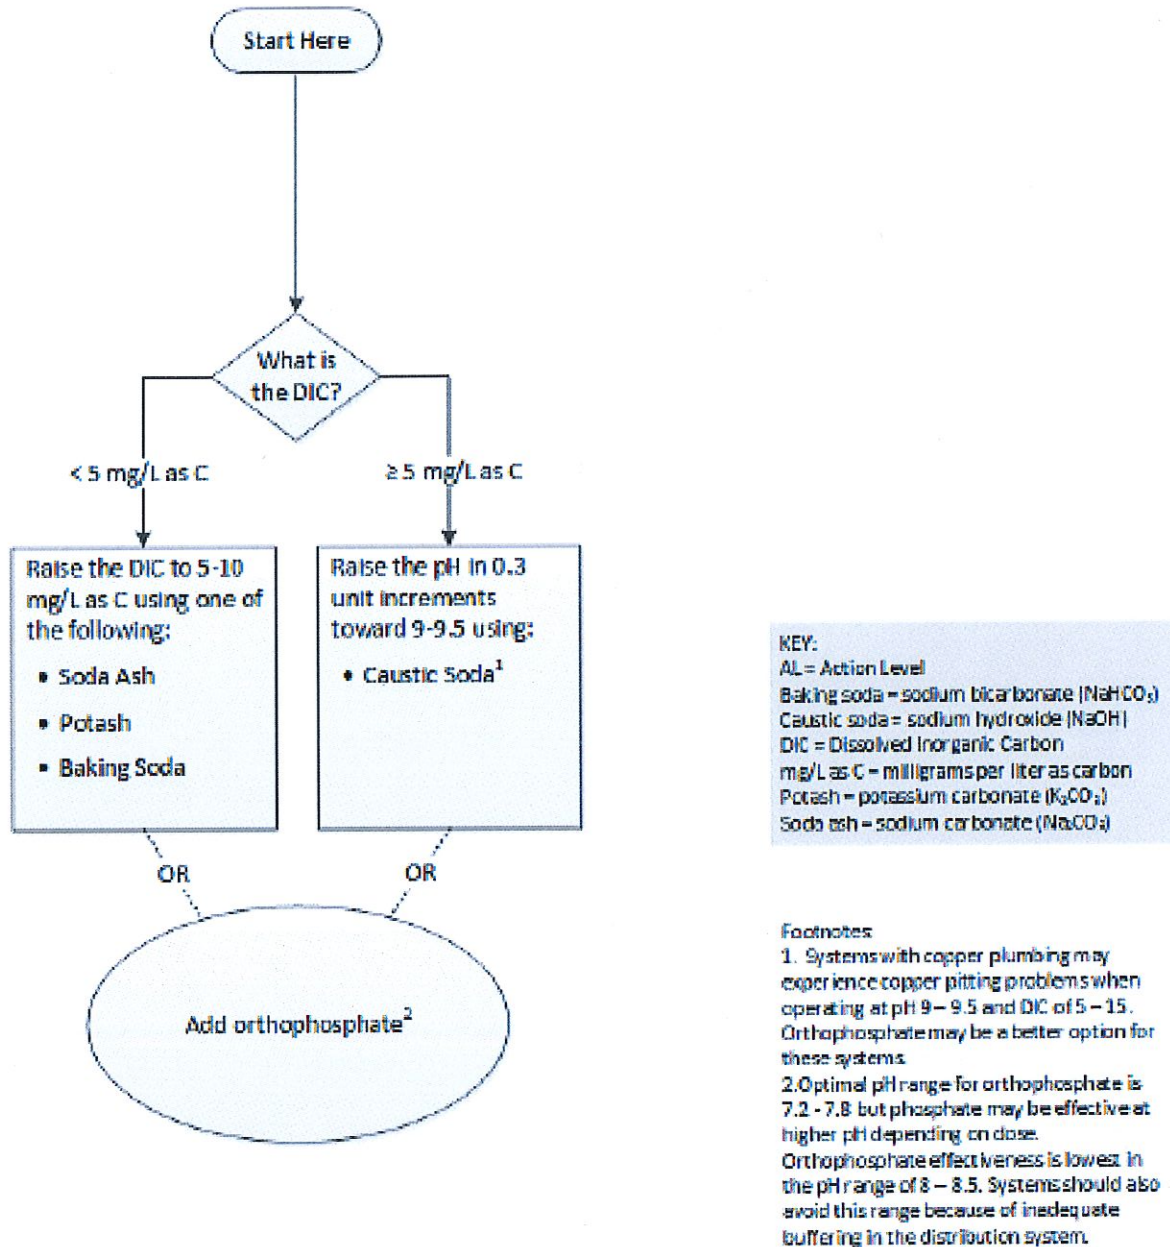 Start Here
What is
the DIC?
< 5 mg/L as C
≥ 5 mg/L as C
Raise the DIC to 5-10
mg/L as C using one of
the following:
• Soda Ash
• Potash
• Baking Soda
Raise the pH in 0.3
unit increments
toward 9-9.5 using:
• Caustic Soda¹
OR
OR
Add orthophosphate²
KEY:
AL = Action Level
Baking soda = sodium bicarbonate (NaHCO₃)
Caustic soda = sodium hydroxide (NaOH)
DIC = Dissolved Inorganic Carbon
mg/L as C = milligrams per liter as carbon
Potash = potassium carbonate (K₂CO₃)
Soda ash = sodium carbonate (Na₂CO₃)
Footnotes:
1. Systems with copper plumbing may
experience copper pitting problems when
operating at pH 9 – 9.5 and DIC of 5 – 15.
Orthophosphate may be a better option for
these systems.
2.Optimal pH range for orthophosphate is
7.2 - 7.8 but phosphate may be effective at
higher pH depending on dose.
Orthophosphate effectiveness is lowest in
the pH range of 8 – 8.5. Systems should also
avoid this range because of inadequate
buffering in the distribution system.